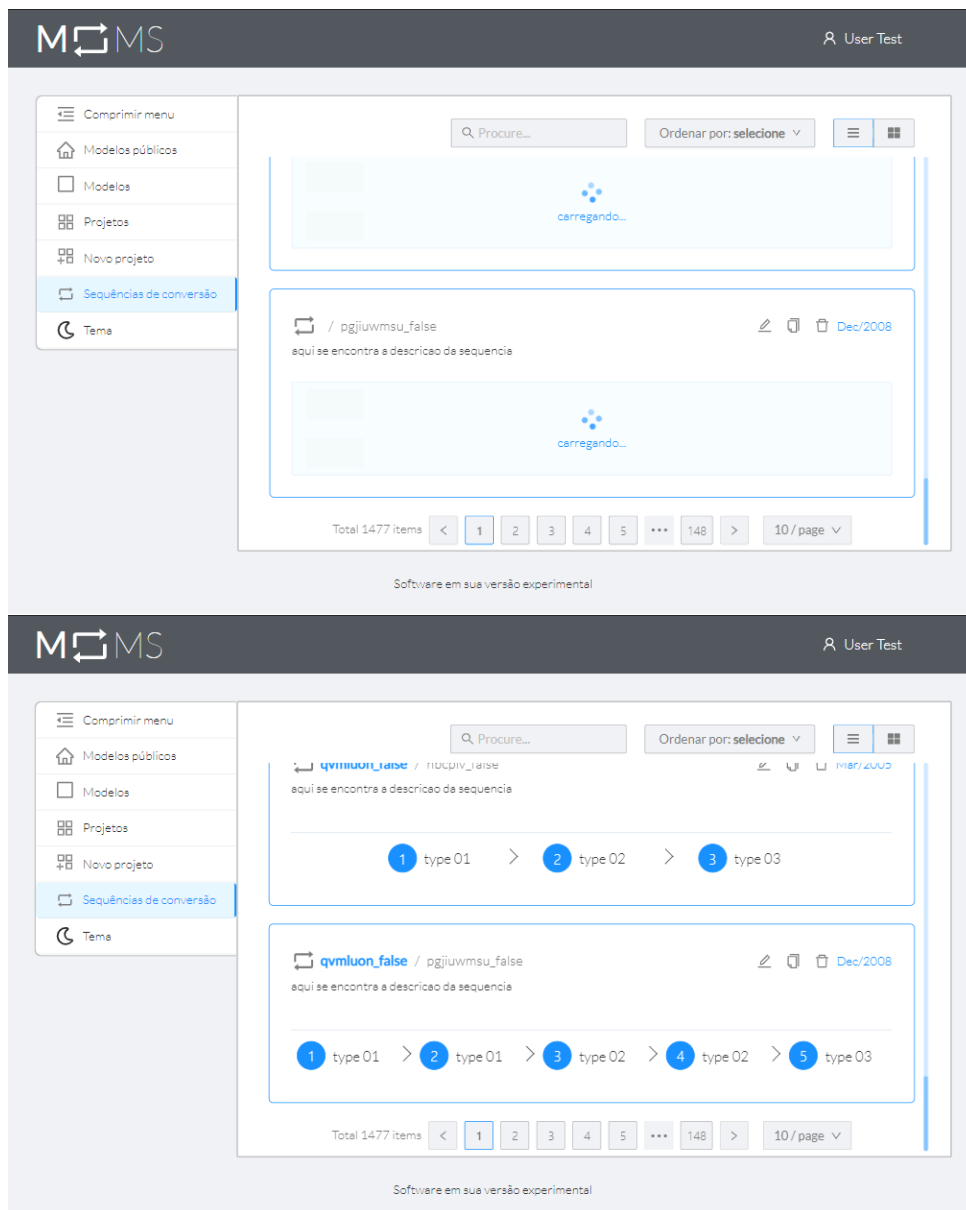 M MS
User Test
Comprimir menu
Modelos públicos
Modelos
Projetos
Novo projeto
Sequências de conversão
Tema
Procure...
Ordenar por: selecione
carregando...
/ pgjiuwmsu_false
Dec/2008
aqui se encontra a descricao da sequencia
carregando...
Total 1477 items < 1 2 3 4 5 ••• 148 > 10 / page
Software em sua versão experimental
M MS
User Test
Comprimir menu
Modelos públicos
Modelos
Projetos
Novo projeto
Sequências de conversão
Tema
Procure...
Ordenar por: selecione
qvmluon_false /
Mar/2005
aqui se encontra a descricao da sequencia
1 type 01 > 2 type 02 > 3 type 03
qvmluon_false / pgjiuwmsu_false
Dec/2008
aqui se encontra a descricao da sequencia
1 type 01 > 2 type 01 > 3 type 02 > 4 type 02 > 5 type 03
Total 1477 items < 1 2 3 4 5 ••• 148 > 10 / page
Software em sua versão experimental